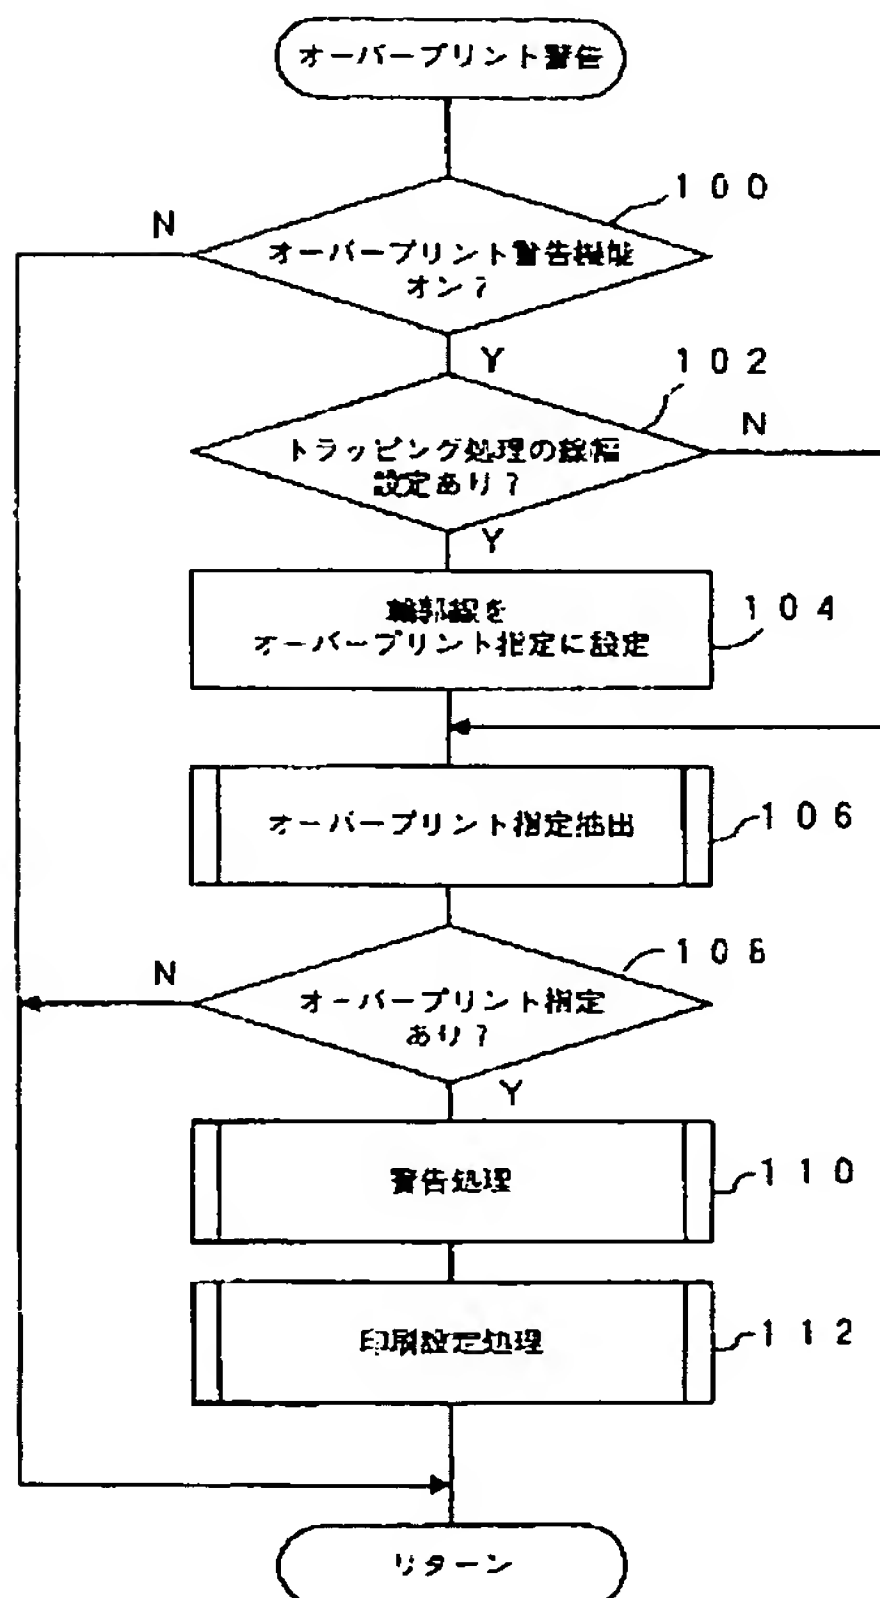 オーバープリント警告
100
N
オーバープリント警告機能
オン?
Y
102
N
トラッピング処理の線幅
設定あり?
Y
104
輪郭線を
オーバープリント指定に設定
オーバープリント指定抽出
106
108
N
オーバープリント指定
あり?
Y
警告処理
110
印刷設定処理
112
リターン